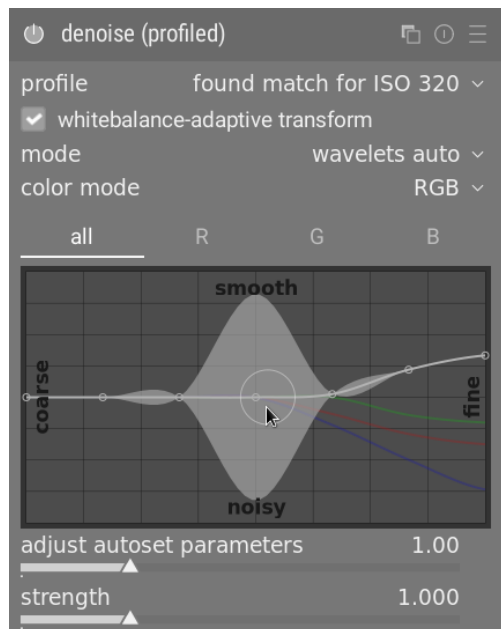 denoise (profiled)
profile found match for ISO 320
whitebalance-adaptive transform
mode wavelets auto
color mode RGB
all R G B
smooth
coarse
fine
noisy
adjust autoset parameters 1.00
strength 1.000